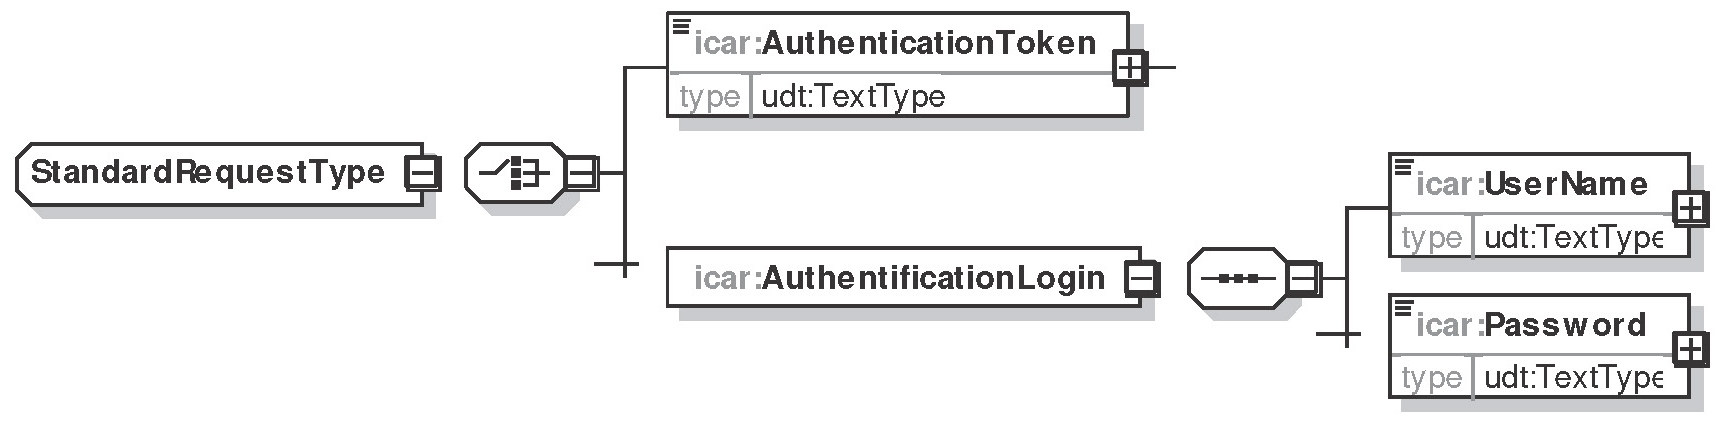 icar:AuthenticationToken
type udt:TextType
StandardRequestType
icar:UserName
type udt:TextType
icar:AuthentificationLogin
icar:Password
type udt:TextType